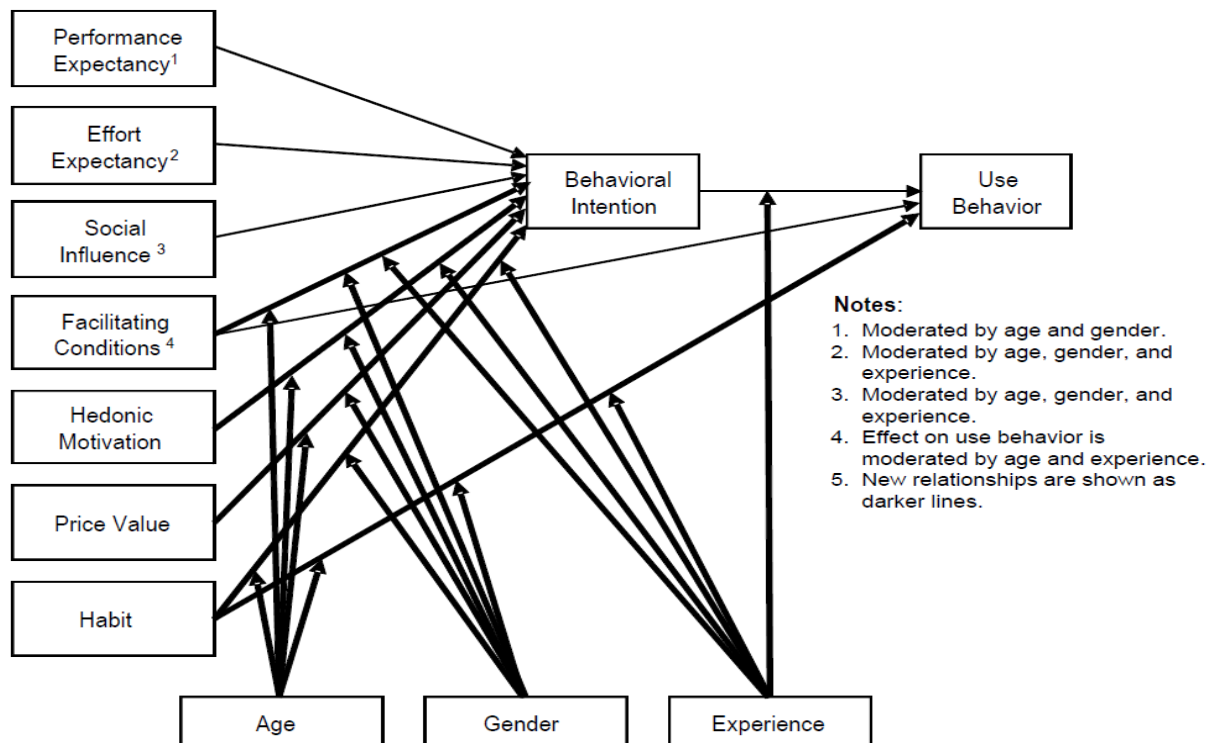 Performance
Expectancy¹
Effort
Expectancy²
Social
Influence ³
Facilitating
Conditions ⁴
Hedonic
Motivation
Price Value
Habit
Behavioral
Intention
Use
Behavior
Notes:
1. Moderated by age and gender.
2. Moderated by age, gender, and
experience.
3. Moderated by age, gender, and
experience.
4. Effect on use behavior is
moderated by age and experience.
5. New relationships are shown as
darker lines.
Age
Gender
Experience